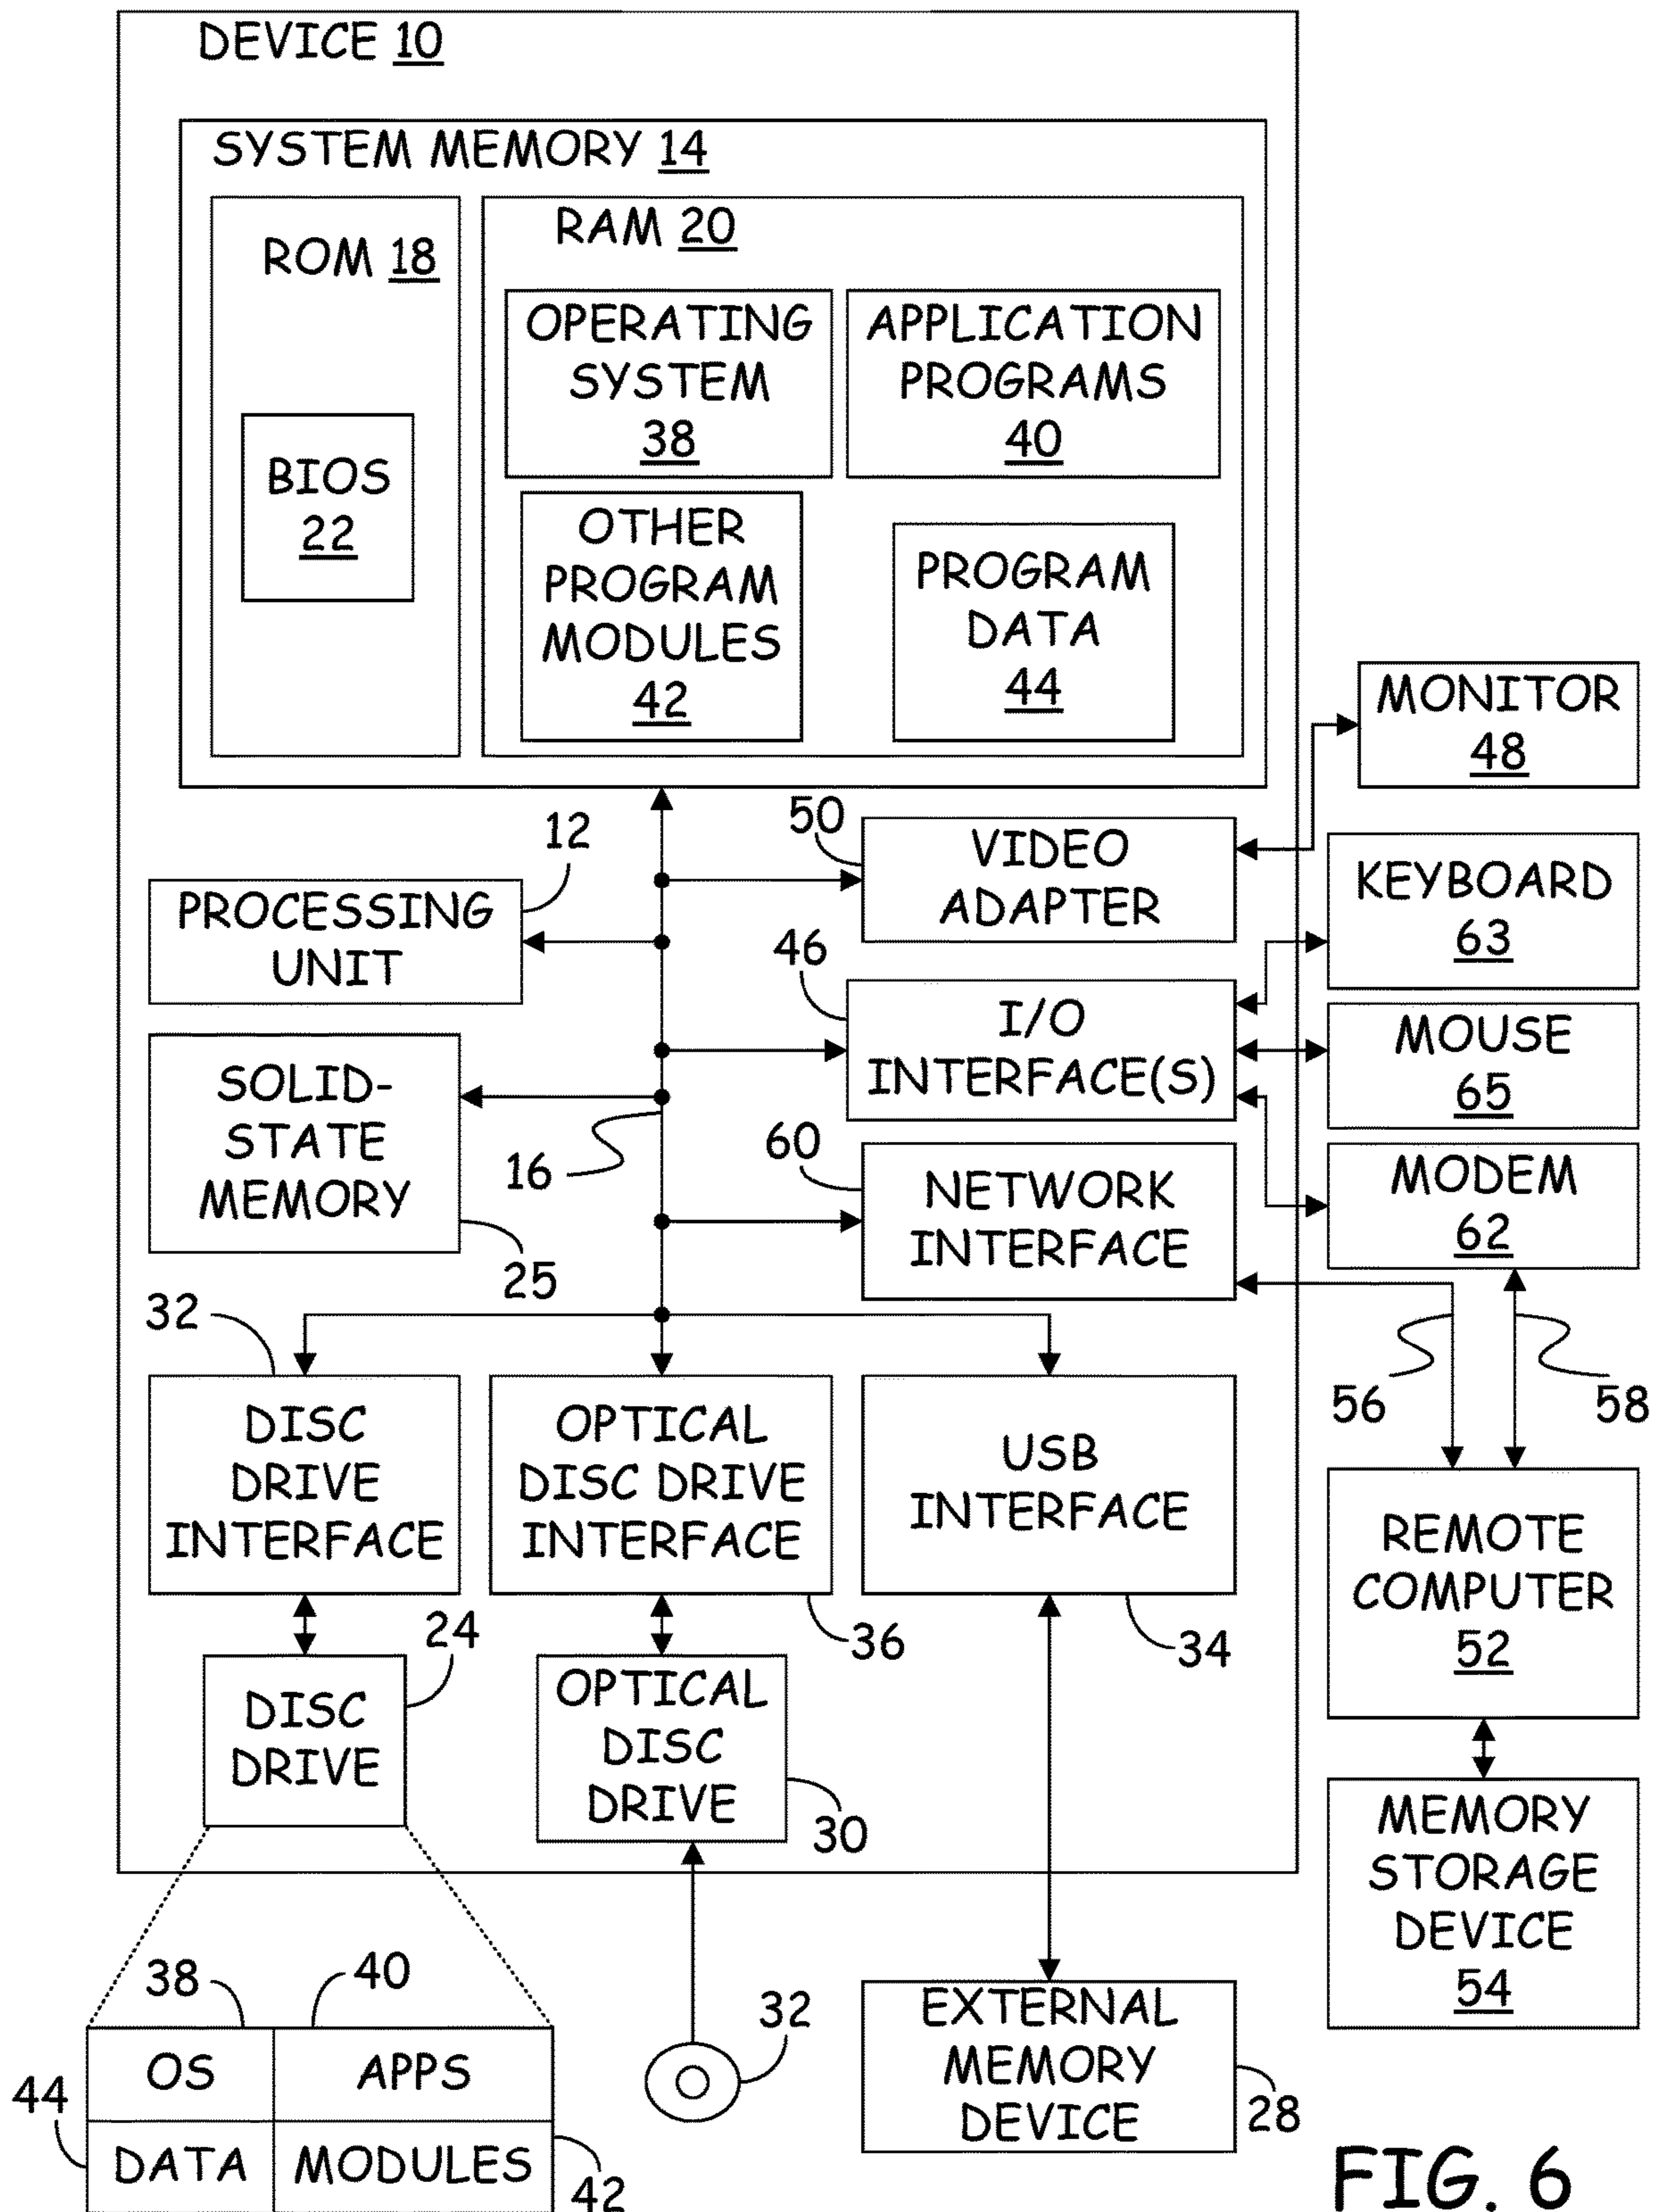 DEVICE 10
SYSTEM MEMORY 14
ROM 18
BIOS
22
RAM 20
OPERATING
SYSTEM
38
APPLICATION
PROGRAMS
40
OTHER
PROGRAM
MODULES
42
PROGRAM
DATA
44
MONITOR
48
12
PROCESSING
UNIT
50
VIDEO
ADAPTER
KEYBOARD
63
46
I/O
INTERFACE(S)
MOUSE
65
SOLID-
STATE
MEMORY
25
16
60
NETWORK
INTERFACE
MODEM
62
56
58
32
DISC
DRIVE
INTERFACE
OPTICAL
DISC DRIVE
INTERFACE
36
USB
INTERFACE
34
REMOTE
COMPUTER
52
24
DISC
DRIVE
OPTICAL
DISC
DRIVE
30
MEMORY
STORAGE
DEVICE
54
38
40
OS
APPS
44
DATA
MODULES
42
32
EXTERNAL
MEMORY
DEVICE
28
FIG. 6